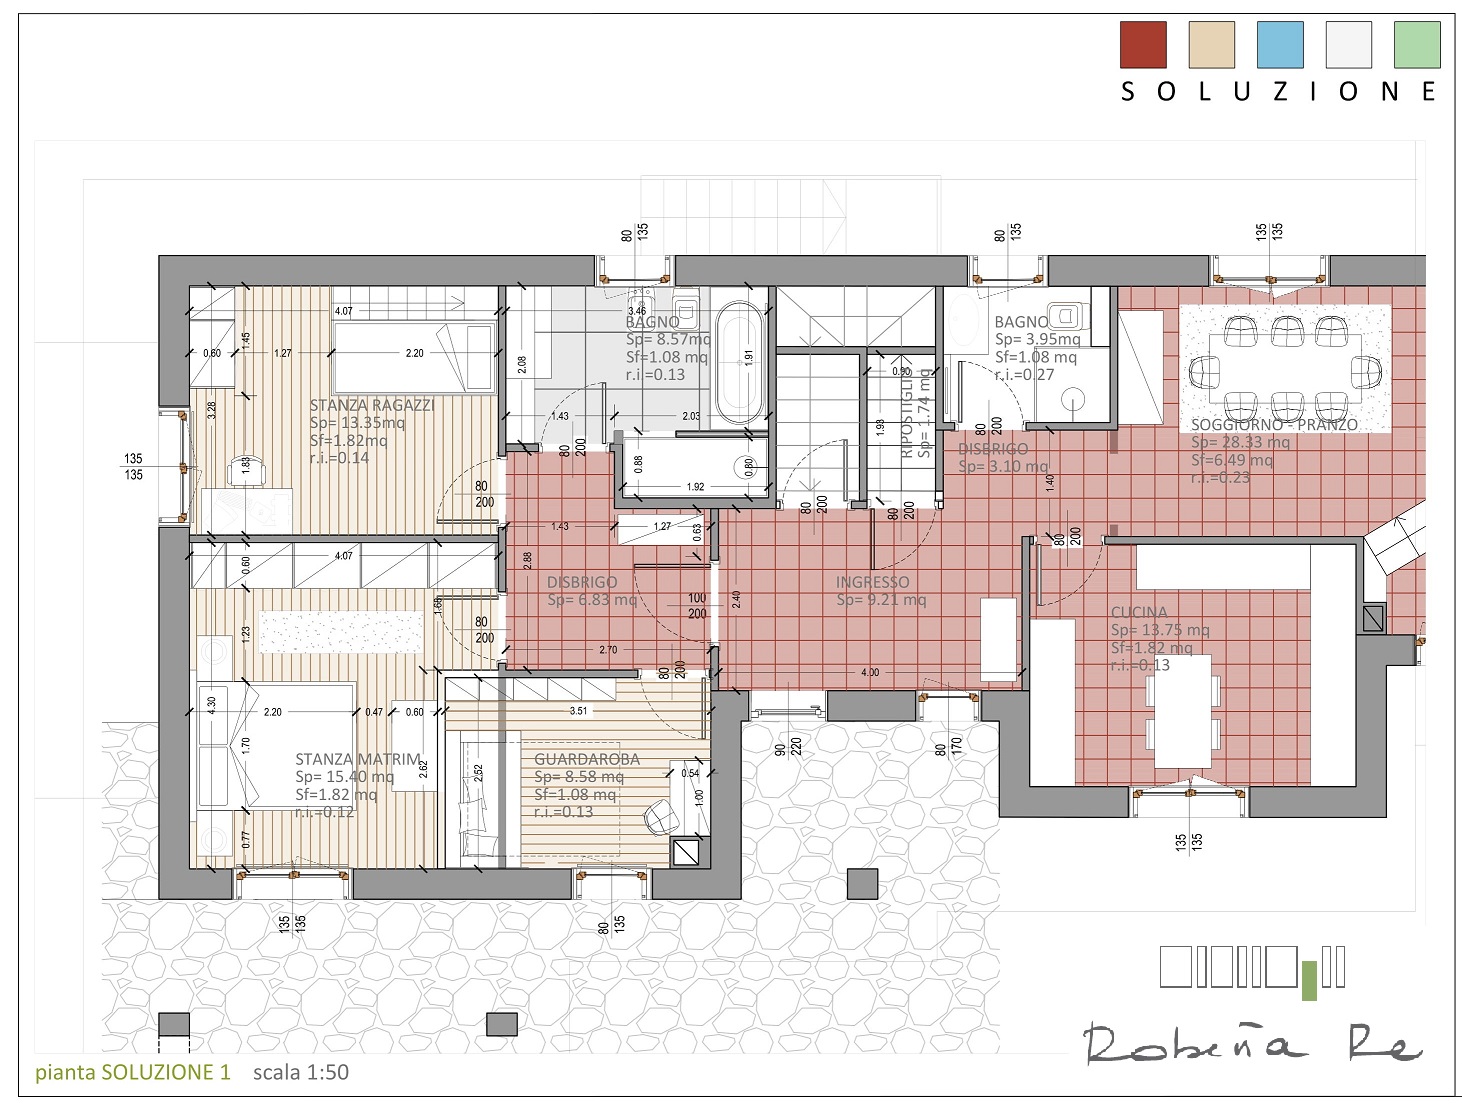 S O L U Z I O N E
80
135
80
135
135
135
4.07
3.46
BAGNO
Sp= 8.57mq
Sf=1.08 mq
r.i.=0.13
BAGNO
Sp= 3.95mq
Sf=1.08 mq
r.i.=0.27
1.45
0.60
1.27
2.20
2.08
1.91
0.90
STANZA RAGAZZI
Sp= 13.35mq
Sf=1.82mq
r.i.=0.14
3.28
1.43
2.03
1.93
RIPOSTIGLIO
Sp= 1.74 mq
SOGGIORNO - PRANZO
Sp= 28.33 mq
Sf=6.49 mq
r.i.=0.23
DISBRIGO
Sp= 3.10 mq
80
200
80
200
135
135
1.83
0.88
0.80
1.92
1.40
80
200
80
200
80
200
1.43
1.27
0.63
80
200
4.07
0.60
2.88
DISBRIGO
Sp= 6.83 mq
INGRESSO
Sp= 9.21 mq
100
200
2.40
1.68
80
200
1.23
CUCINA
Sp= 13.75 mq
Sf=1.82 mq
r.i.=0.13
2.70
80
200
4.00
4.30
2.20
0.47
0.60
3.51
1.70
90
220
80
170
STANZA MATRIM.
Sp= 15.40 mq
Sf=1.82 mq
r.i.=0.12
2.62
2.52
GUARDAROBA
Sp= 8.58 mq
Sf=1.08 mq
r.i.=0.13
0.54
1.00
0.77
135
135
135
135
80
135
Robeña Re
pianta SOLUZIONE 1 scala 1:50